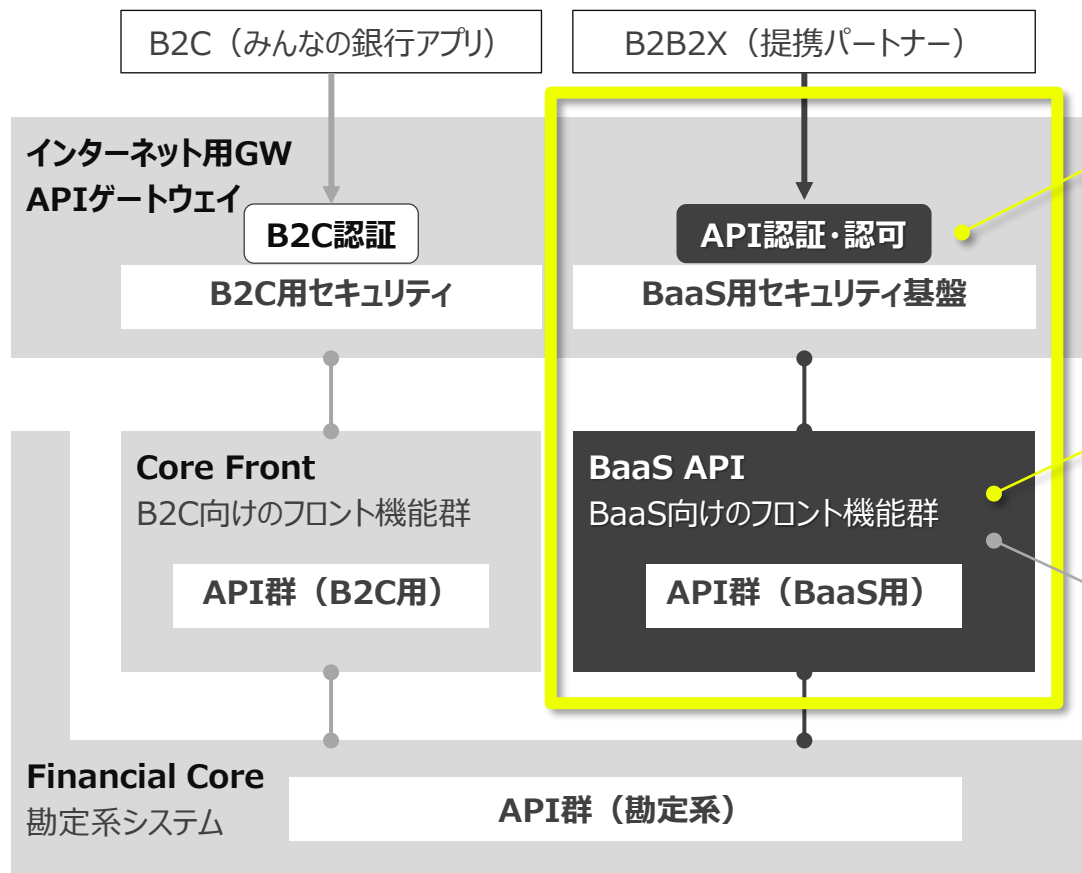 B2C（みんなの銀行アプリ）
B2B2X（提携パートナー）
インターネット用GW
APIゲートウェイ
B2C認証
API認証・認可
B2C用セキュリティ
BaaS用セキュリティ基盤
Core Front
B2C向けのフロント機能群
API群（B2C用）
BaaS API
BaaS向けのフロント機能群
API群（BaaS用）
Financial Core
勘定系システム
API群（勘定系）